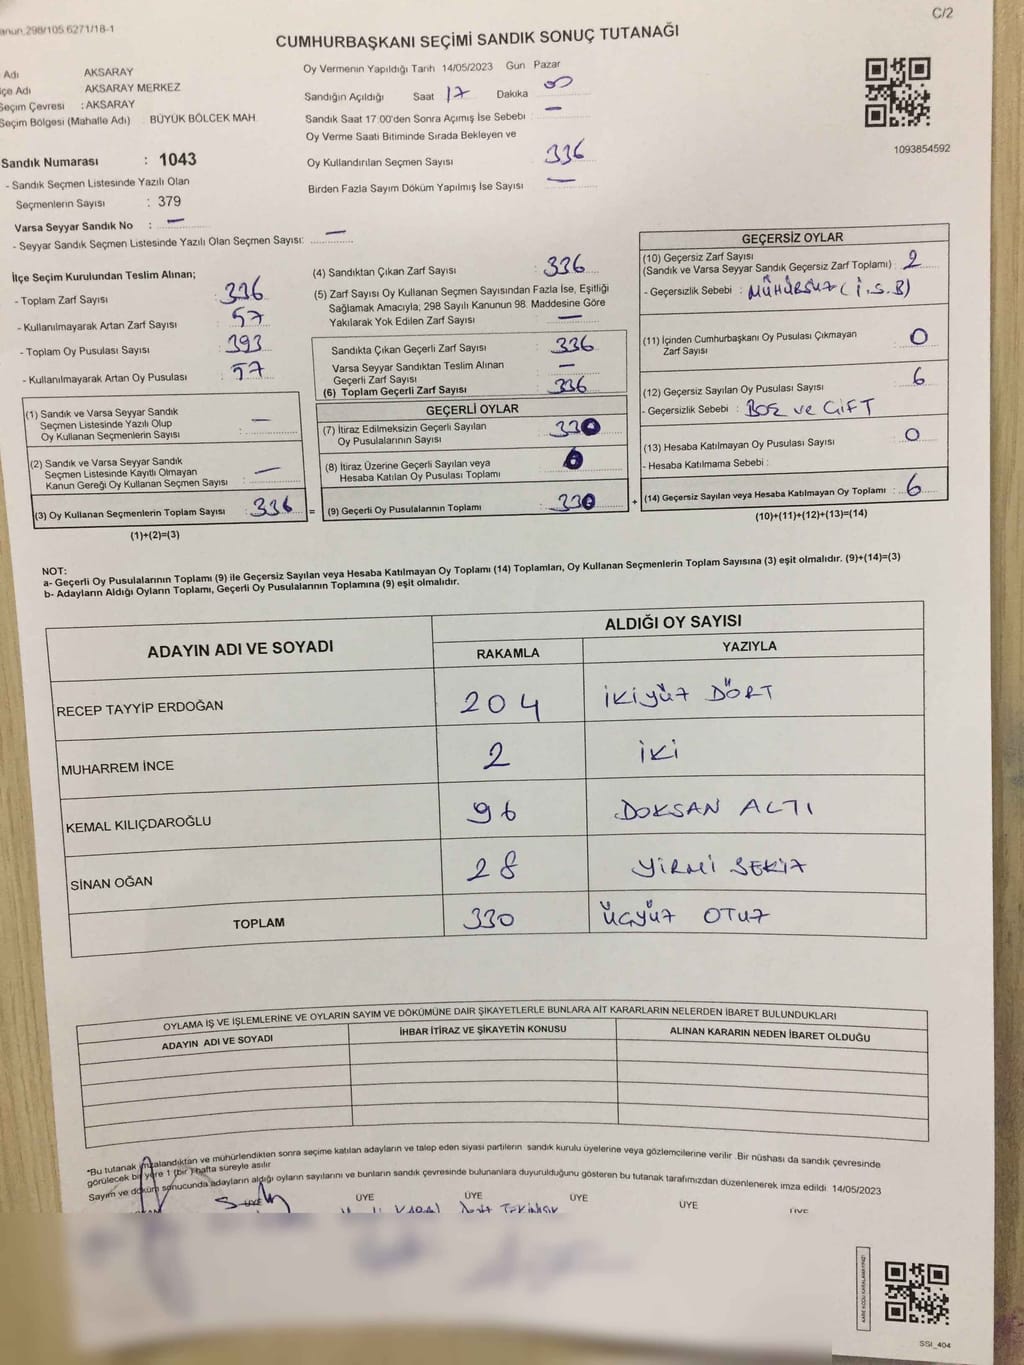 C/2
anun.298/105.6271/18-1
CUMHURBAŞKANI SEÇİMİ SANDIK SONUÇ TUTANAĞI
Adı AKSARAY
çe Adı AKSARAY MERKEZ
Seçim Çevresi : AKSARAY
Seçim Bölgesi (Mahalle Adı) BÜYÜK BÖLCEK MAH.
Sandık Numarası : 1043
- Sandık Seçmen Listesinde Yazılı Olan
Seçmenlerin Sayısı : 379
Varsa Seyyar Sandık No : —
- Seyyar Sandık Seçmen Listesinde Yazılı Olan Seçmen Sayısı: —
Oy Vermenin Yapıldığı Tarih 14/05/2023 Gün Pazar
Sandığın Açıldığı Saat 17 Dakika 00
Sandık Saat 17.00'den Sonra Açımış İse Sebebi : —
Oy Verme Saati Bitiminde Sırada Bekleyen ve
Oy Kullandırılan Seçmen Sayısı 336
Birden Fazla Sayım Döküm Yapılmış İse Sayısı —
1093854592
İlçe Seçim Kurulundan Teslim Alınan;
- Toplam Zarf Sayısı : 336
- Kullanılmayarak Artan Zarf Sayısı : 57
- Toplam Oy Pusulası Sayısı : 393
- Kullanılmayarak Artan Oy Pusulası : 57
(1) Sandık ve Varsa Seyyar Sandık
Seçmen Listesinde Yazılı Olup
Oy Kullanan Seçmenlerin Sayısı : —
(2) Sandık ve Varsa Seyyar Sandık
Seçmen Listesinde Kayıtlı Olmayan
Kanun Gereği Oy Kullanan Seçmen Sayısı : —
(3) Oy Kullanan Seçmenlerin Toplam Sayısı : 336
(1)+(2)=(3)
=
(4) Sandıktan Çıkan Zarf Sayısı : 336
(5) Zarf Sayısı Oy Kullanan Seçmen Sayısından Fazla İse, Eşitliği
Sağlamak Amacıyla, 298 Sayılı Kanunun 98. Maddesine Göre
Yakılarak Yok Edilen Zarf Sayısı : —
Sandıkta Çıkan Geçerli Zarf Sayısı : 336
Varsa Seyyar Sandıktan Teslim Alınan
Geçerli Zarf Sayısı : —
(6) Toplam Geçerli Zarf Sayısı : 336
GEÇERLİ OYLAR
(7) İtiraz Edilmeksizin Geçerli Sayılan
Oy Pusulalarının Sayısı : 330
(8) İtiraz Üzerine Geçerli Sayılan veya
Hesaba Katılan Oy Pusulası Toplamı :
(9) Geçerli Oy Pusulalarının Toplamı : 330
+
GEÇERSİZ OYLAR
(10) Geçersiz Zarf Sayısı
(Sandık ve Varsa Seyyar Sandık Geçersiz Zarf Toplamı) : 2
- Geçersizlik Sebebi : MÜHÜRSÜZ (İ.S.B)
(11) İçinden Cumhurbaşkanı Oy Pusulası Çıkmayan
Zarf Sayısı : 0
(12) Geçersiz Sayılan Oy Pusulası Sayısı : 6
- Geçersizlik Sebebi : BOŞ ve ÇİFT
(13) Hesaba Katılmayan Oy Pusulası Sayısı : 0
- Hesaba Katılmama Sebebi :
(14) Geçersiz Sayılan veya Hesaba Katılmayan Oy Toplamı : 6
(10)+(11)+(12)+(13)=(14)
NOT:
a- Geçerli Oy Pusulalarının Toplamı (9) ile Geçersiz Sayılan veya Hesaba Katılmayan Oy Toplamı (14) Toplamları, Oy Kullanan Seçmenlerin Toplam Sayısına (3) eşit olmalıdır. (9)+(14)=(3)
b- Adayların Aldığı Oyların Toplamı, Geçerli Oy Pusulalarının Toplamına (9) eşit olmalıdır.
ADAYIN ADI VE SOYADI ALDIĞI OY SAYISI
RAKAMLA YAZIYLA
RECEP TAYYİP ERDOĞAN 204 İKİYÜZ DÖRT
MUHARREM İNCE 2 İKİ
KEMAL KILIÇDAROĞLU 96 DOKSAN ALTI
SİNAN OĞAN 28 YİRMİ SEKİZ
TOPLAM 330 ÜÇYÜZ OTUZ
OYLAMA İŞ VE İŞLEMLERİNE VE OYLARIN SAYIM VE DÖKÜMÜNE DAİR ŞİKAYETLERLE BUNLARA AİT KARARLARIN NELERDEN İBARET BULUNDUKLARI
ADAYIN ADI VE SOYADI İHBAR İTİRAZ VE ŞİKAYETİN KONUSU ALINAN KARARIN NEDEN İBARET OLDUĞU
*Bu tutanak imzalandıktan ve mühürlendikten sonra seçime katılan adayların ve talep eden siyasi partilerin sandık kurulu üyelerine veya gözlemcilerine verilir. Bir nüshası da sandık çevresinde
görülecek bir yere 1 (bir) hafta süreyle asılır
Sayım ve döküm sonucunda adayların aldığı oyların sayılarını ve bunların sandık çevresinde bulunanlara duyurulduğunu gösteren bu tutanak tarafımızdan düzenlenerek imza edildi. 14/05/2023
ÜYE ÜYE ÜYE ÜYE ÜYE ÜYE
SSI_404